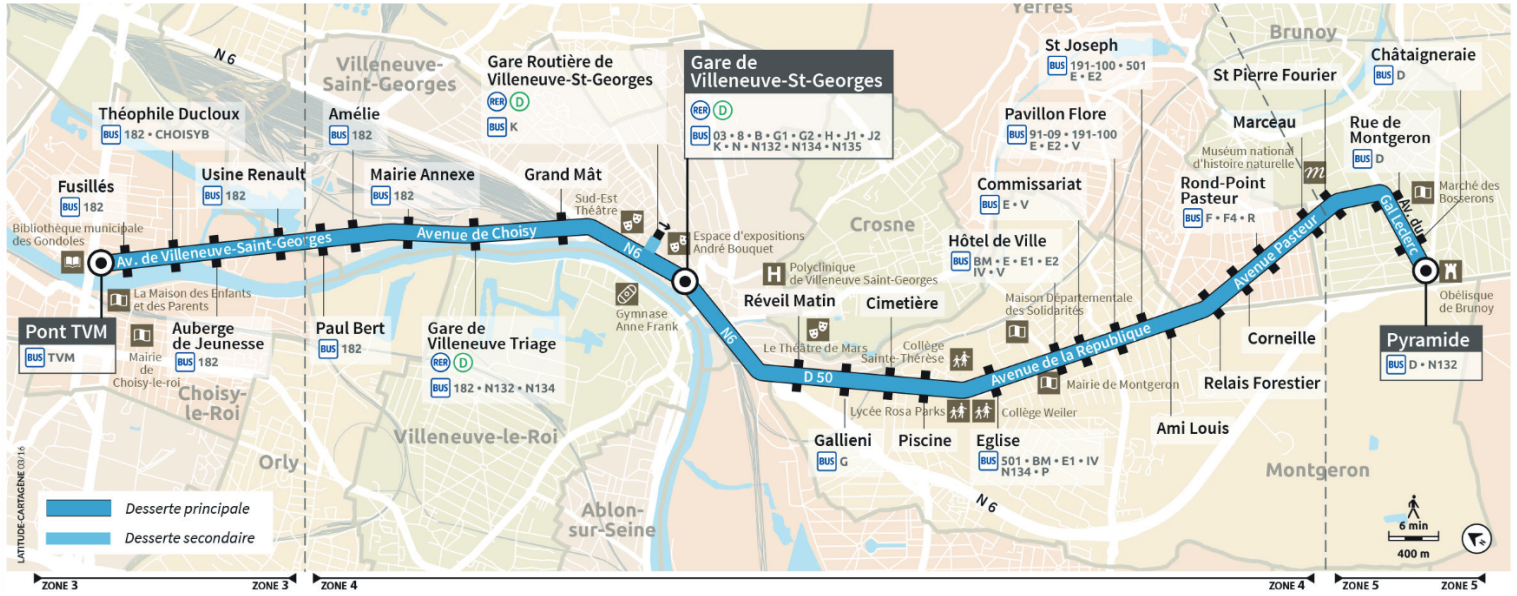 N 6
Villeneuve-
Saint-Georges
Gare Routière de
Villeneuve-St-Georges
RER D
BUS K
Gare de
Villeneuve-St-Georges
RER D
BUS 03 • 8 • B • G1 • G2 • H • J1 • J2
K • N • N132 • N134 • N135
Yerres
St Joseph
BUS 191-100 • 501
E • E2
Brunoy
Châtaigneraie
BUS D
St Pierre Fourier
Théophile Ducloux
BUS 182 • CHOISYB
Amélie
BUS 182
Pavillon Flore
BUS 91-09 • 191-100
E • E2 • V
Marceau
Muséum national
d'histoire naturelle
m
Rue de
Montgeron
BUS D
Fusillés
BUS 182
Usine Renault
BUS 182
Mairie Annexe
BUS 182
Grand Mât
Sud-Est
Théâtre
Commissariat
BUS E • V
Rond-Point
Pasteur
BUS F • F4 • R
Marché des
Bosserons
Bibliothèque municipale
des Gondoles
Av. de Villeneuve-Saint-Georges
Avenue de Choisy
N6
Espace d'expositions
André Bouquet
Crosne
Hôtel de Ville
BUS BM • E • E1 • E2
IV • V
Avenue Pasteur
Av. du
Gal Leclerc
H
Polyclinique
de Villeneuve Saint-Georges
La Maison des Enfants
et des Parents
Gymnase
Anne Frank
Réveil Matin
Cimetière
Maison Départementale
des Solidarités
Obélisque
de Brunoy
Pont TVM
BUS TVM
Mairie
de
Choisy-le-roi
Auberge
de Jeunesse
BUS 182
Paul Bert
BUS 182
Gare de
Villeneuve Triage
RER D
BUS 182 • N132 • N134
N6
Le Théâtre de Mars
Collège
Sainte-Thérèse
Avenue de la République
Corneille
Pyramide
BUS D • N132
D 50
Mairie de Montgeron
Relais Forestier
Choisy-
le-Roi
Villeneuve-le-Roi
Lycée Rosa Parks
Collège Weiler
Ami Louis
Gallieni
BUS G
Piscine
Eglise
BUS 501 • BM • E1 • IV
N134 • P
Orly
Montgeron
N 6
Ablon-
sur-Seine
LATITUDE-CARTAGÈNE 03/16
Desserte principale
Desserte secondaire
6 min
400 m
N
ZONE 3
ZONE 3
ZONE 4
ZONE 4
ZONE 5
ZONE 5